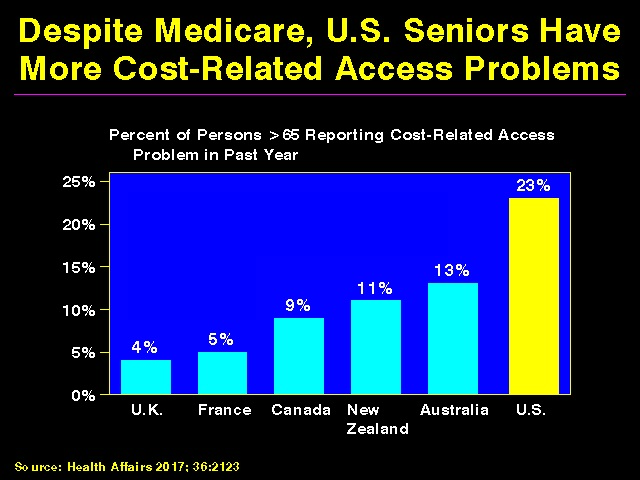 Despite Medicare, U.S. Seniors Have
More Cost-Related Access Problems
Percent of Persons >65 Reporting Cost-Related Access
Problem in Past Year
25%
20%
15%
10%
5%
0%
4%
5%
9%
11%
13%
23%
U.K.
France
Canada
New
Zealand
Australia
U.S.
Source: Health Affairs 2017; 36:2123